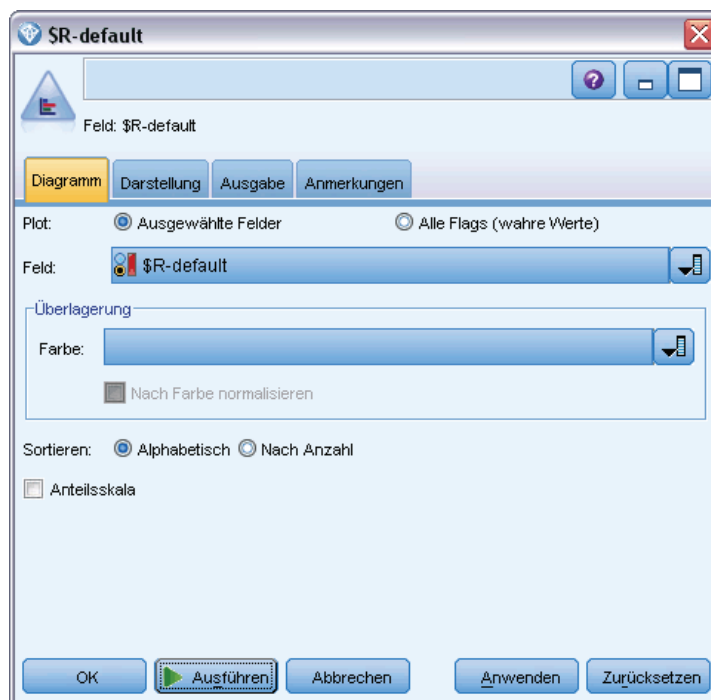 $R-default
Feld: $R-default
Diagramm Darstellung Ausgabe Anmerkungen
Plot: Ausgewählte Felder Alle Flags (wahre Werte)
Feld: $R-default
Überlagerung
Farbe:
Nach Farbe normalisieren
Sortieren: Alphabetisch Nach Anzahl
Anteilsskala
OK Ausführen Abbrechen Anwenden Zurücksetzen